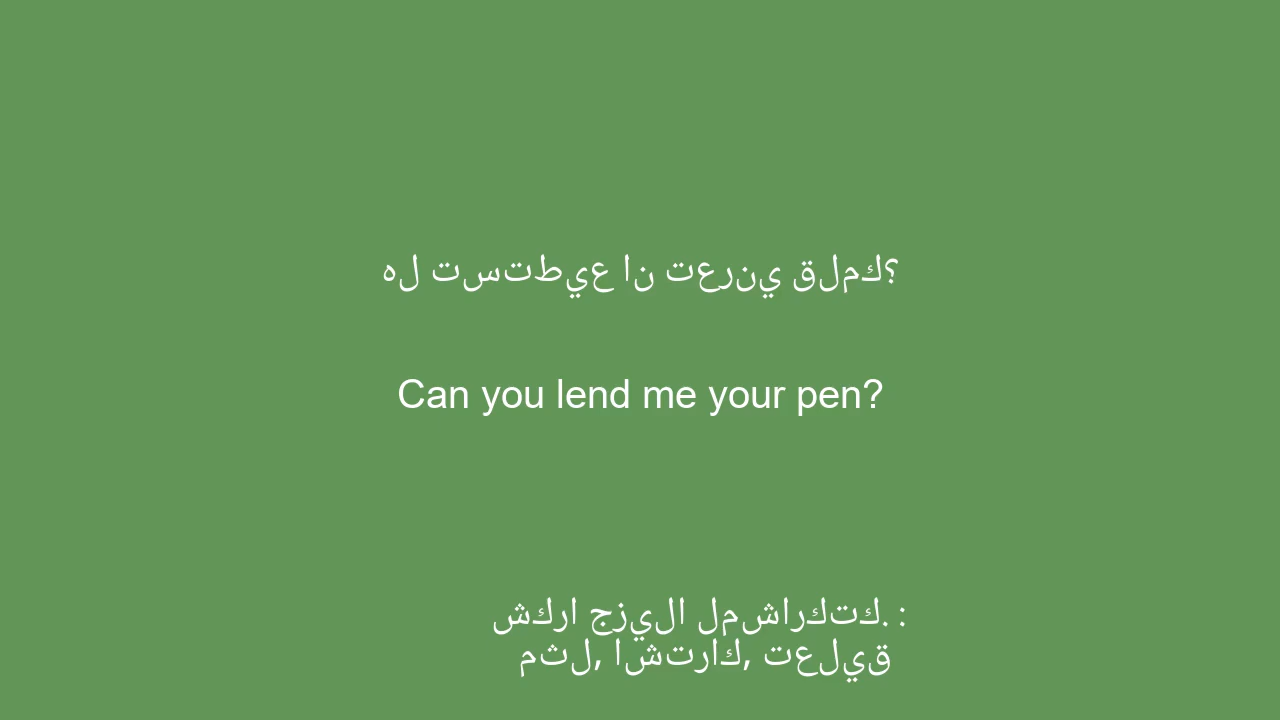 هل تستطيع ان تعرني قلمك؟
Can you lend me your pen?
شكرا جزيلا لمشاركتك. :
مثل, اشتراك, تعليق